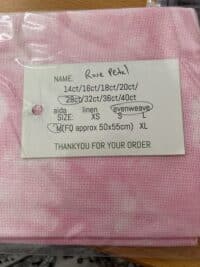 NAME: Rose Petal
14ct/16ct/18ct/20ct/
28ct/32ct/36ct/40ct
aida linen evenweave
SIZE: XS S L
M(FQ approx 50x55cm) XL
THANKYOU FOR YOUR ORDER